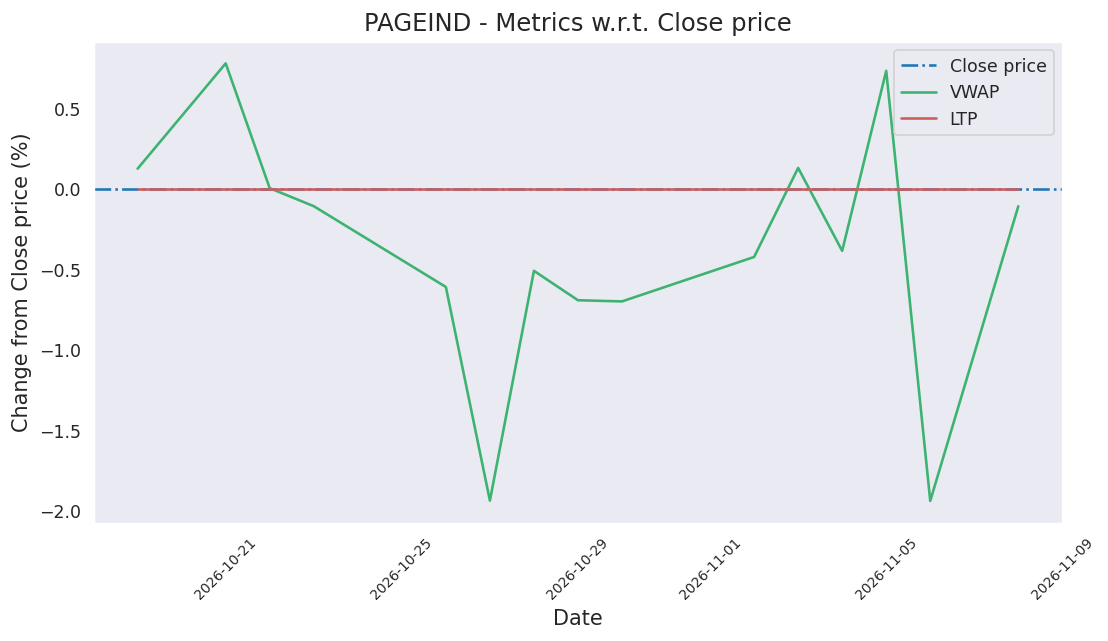 PAGEIND - Metrics w.r.t. Close price
Close price
VWAP
LTP
Change from Close price (%)
0.5
0.0
−0.5
−1.0
−1.5
−2.0
2026-10-21
2026-10-25
2026-10-29
2026-11-01
2026-11-05
2026-11-09
Date